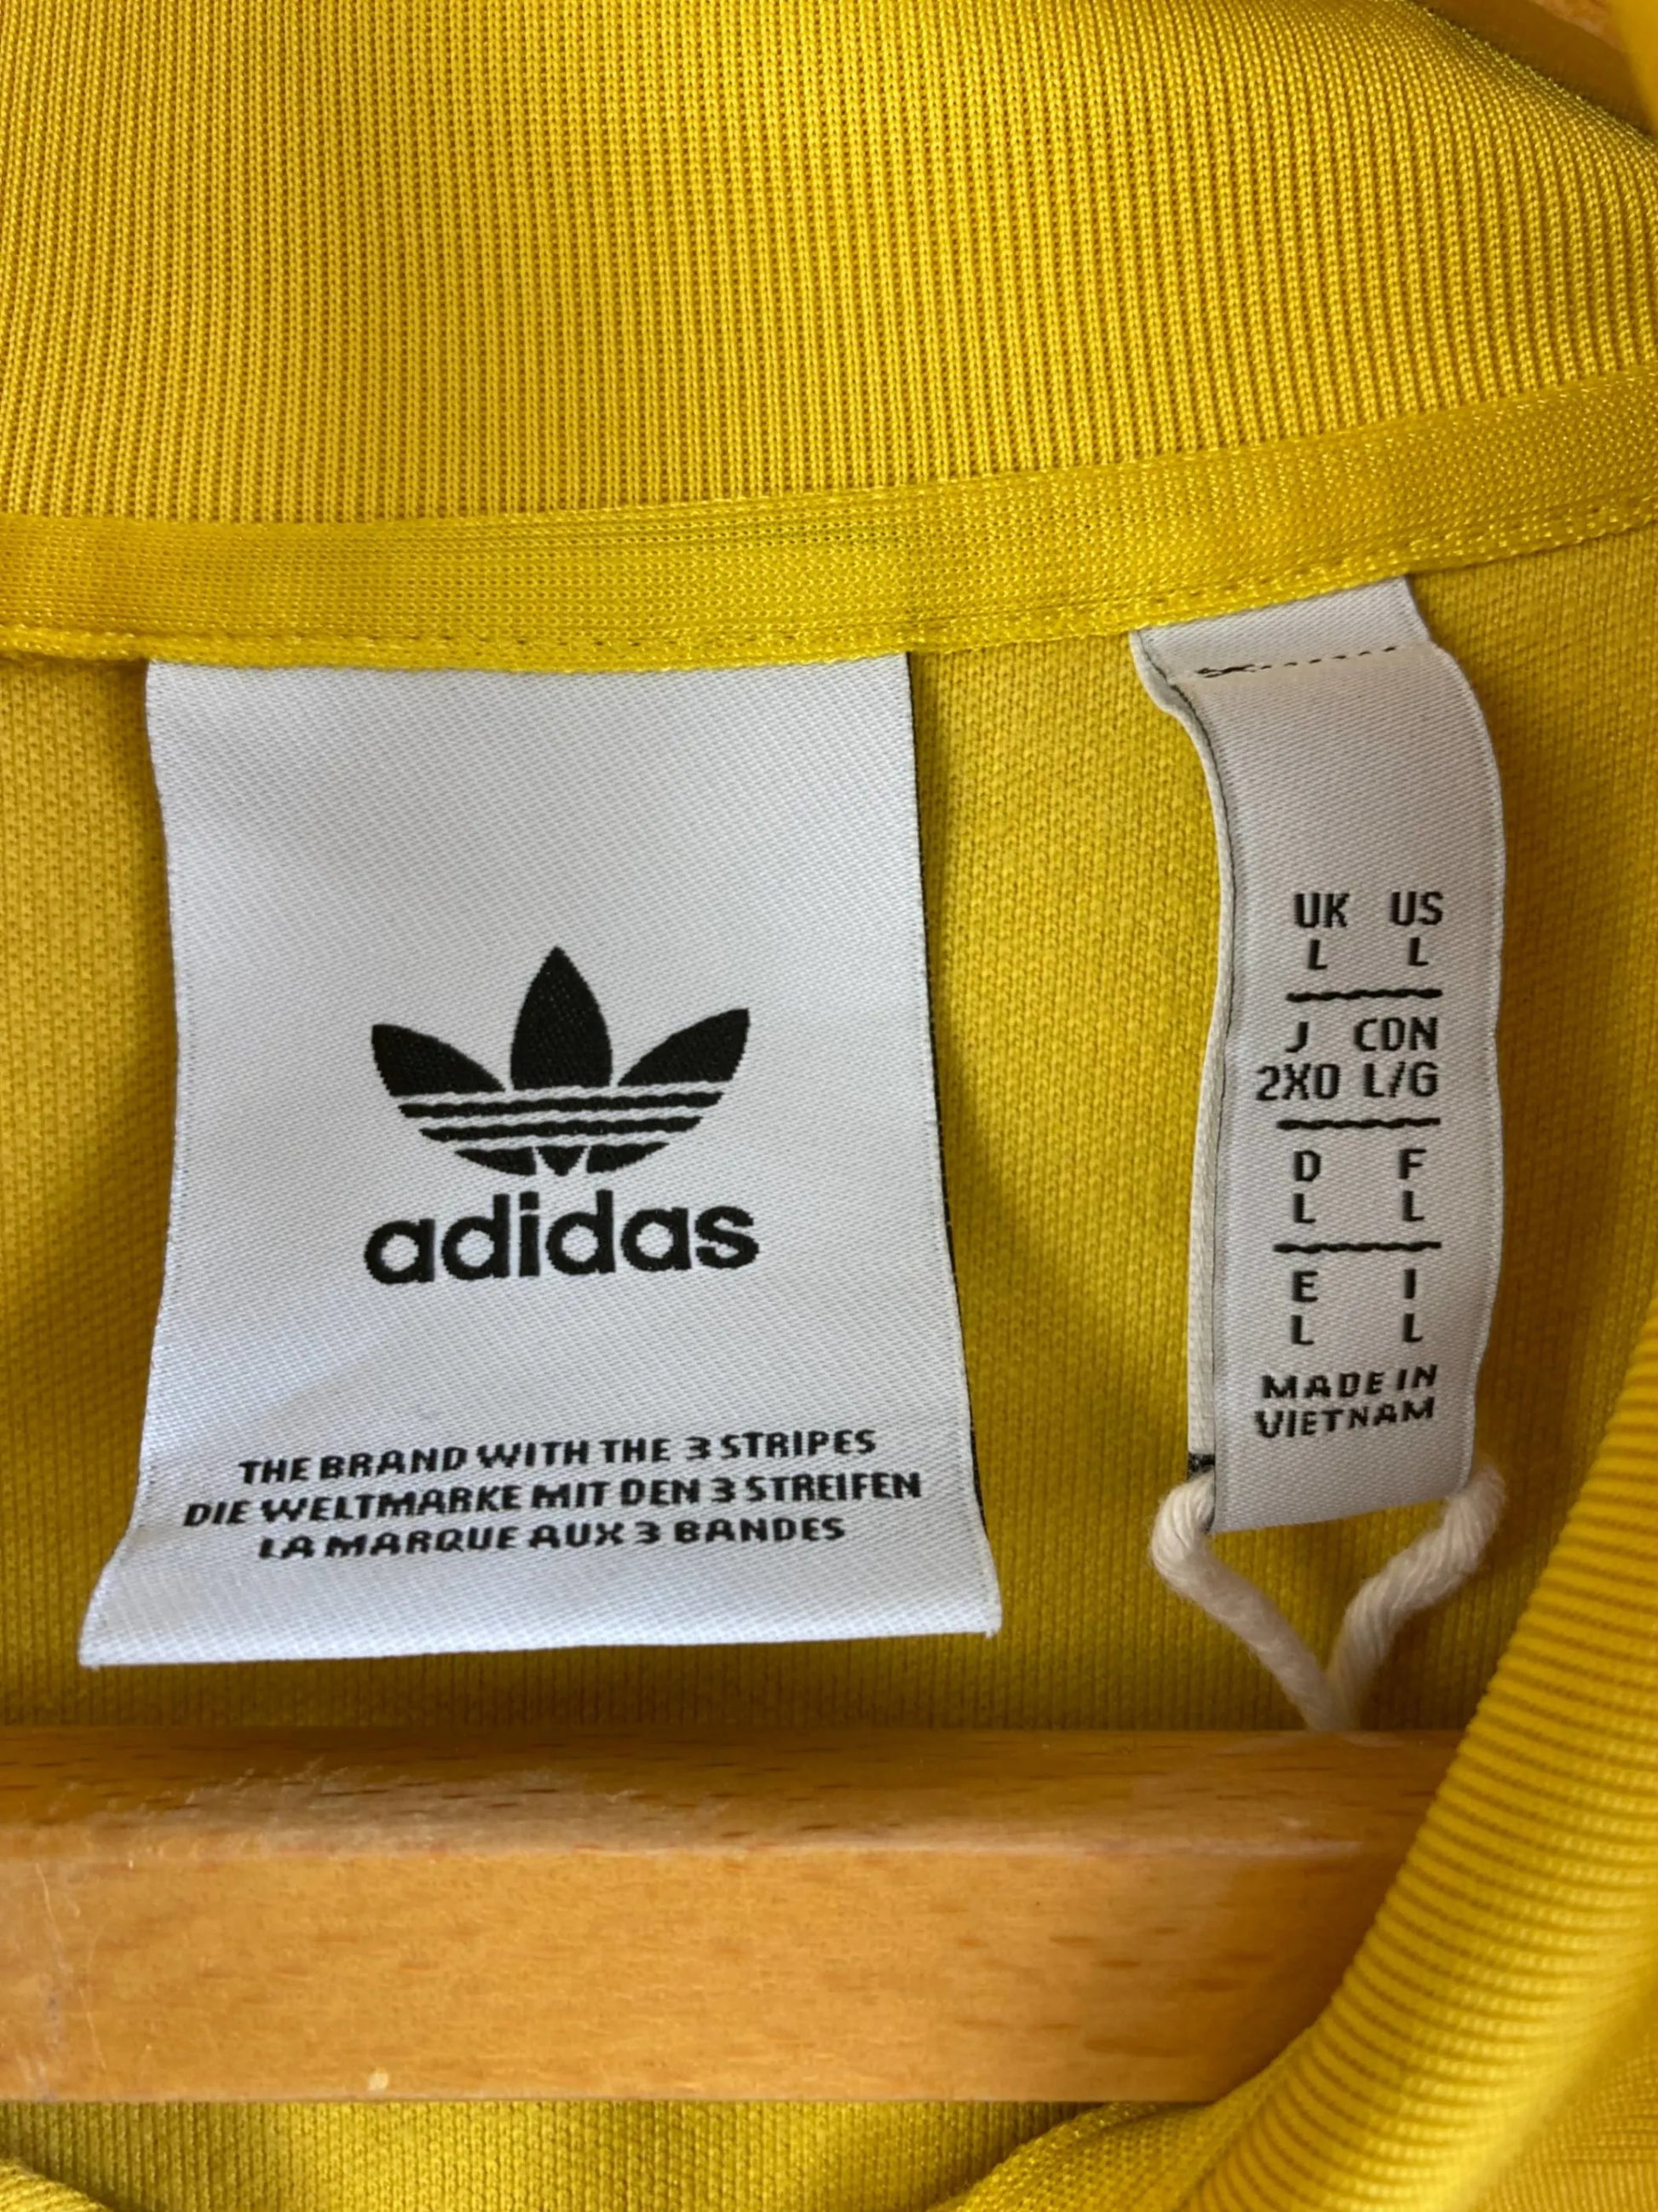 adidas
THE BRAND WITH THE 3 STRIPES
DIE WELTMARKE MIT DEN 3 STREIFEN
LA MARQUE AUX 3 BANDES
UK US
L L
J CDN
2XO L/G
D F
L L
E I
L L
MADE IN
VIETNAM